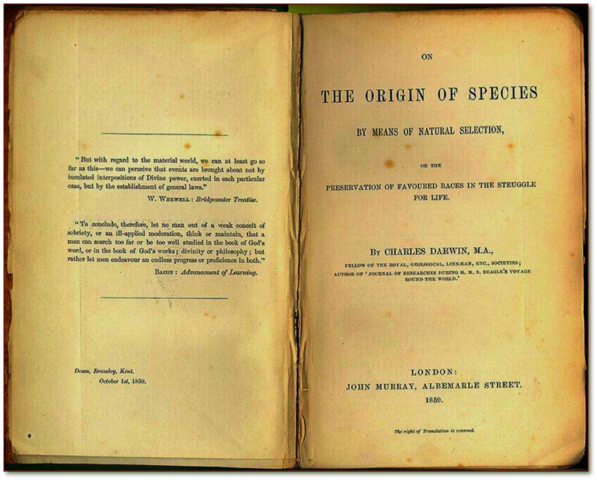 "But with regard to the material world, we can at least go so
far as this—we can perceive that events are brought about not by
insulated interpositions of Divine power, exerted in each particular
case, but by the establishment of general laws."
W. WHEWELL: Bridgewater Treatise.
"To conclude, therefore, let no man out of a weak conceit of
sobriety, or an ill-applied moderation, think or maintain, that a
man can search too far or be too well studied in the book of God's
word, or in the book of God's works; divinity or philosophy; but
rather let men endeavour an endless progress or proficience in both."
BACON: Advancement of Learning.
Down, Bromley, Kent,
October 1st, 1859.
ON
THE ORIGIN OF SPECIES
BY MEANS OF NATURAL SELECTION,
OR THE
PRESERVATION OF FAVOURED RACES IN THE STRUGGLE
FOR LIFE.
BY CHARLES DARWIN, M.A.,
FELLOW OF THE ROYAL, GEOLOGICAL, LINNÆAN, ETC., SOCIETIES;
AUTHOR OF 'JOURNAL OF RESEARCHES DURING H. M. S. BEAGLE'S VOYAGE
ROUND THE WORLD.'
LONDON:
JOHN MURRAY, ALBEMARLE STREET.
1859.
The right of Translation is reserved.